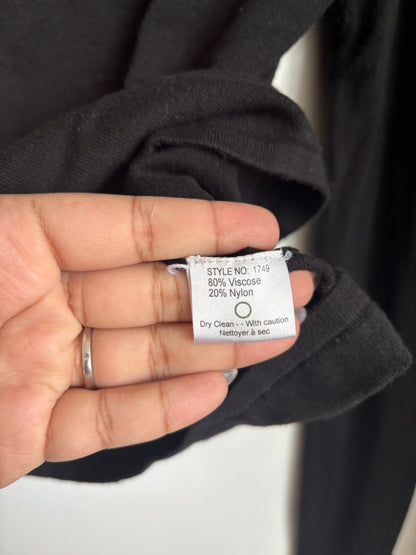 STYLE NO: 1749
80% Viscose
20% Nylon
Dry Clean - - With caution
Nettoyer à sec